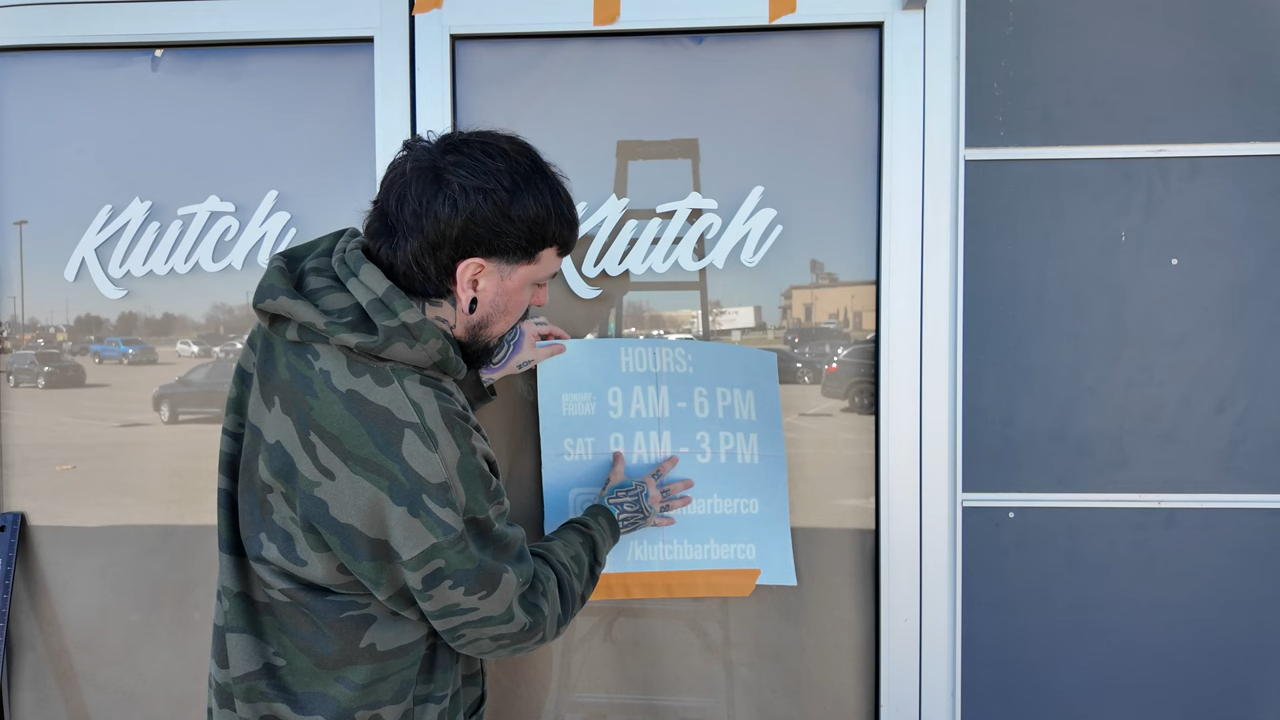 Klutch
Klutch
HOURS:
MONDAY-
FRIDAY 9 AM - 6 PM
SAT 9 AM - 3 PM
barberco
/klutchbarberco